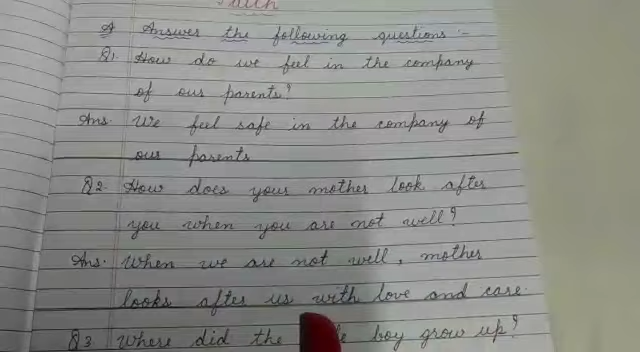 Faith
A Answer the following questions :-
Q1. How do we feel in the company
of our parents?
Ans. We feel safe in the company of
our parents
Q2. How does your mother look after
you when you are not well?
Ans. When we are not well, mother
looks after us with love and care.
Q3 Where did the boy grow up?